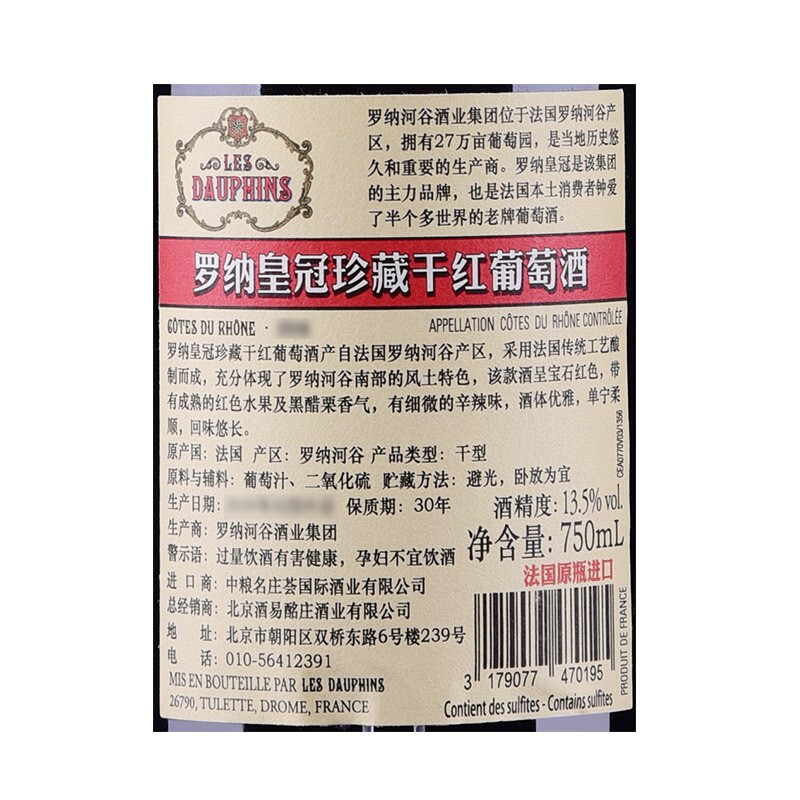 LES
DAUPHINS
罗纳河谷酒业集团位于法国罗纳河谷产
区，拥有27万亩葡萄园，是当地历史悠
久和重要的生产商。罗纳皇冠是该集团
的主力品牌，也是法国本土消费者钟爱
了半个多世界的老牌葡萄酒。
罗纳皇冠珍藏干红葡萄酒
CÔTES DU RHÔNE ·
APPELLATION CÔTES DU RHÔNE CONTRÔLÉE
罗纳皇冠珍藏干红葡萄酒产自法国罗纳河谷产区，采用法国传统工艺酿
制而成，充分体现了罗纳河谷南部的风土特色，该款酒呈宝石红色，带
有成熟的红色水果及黑醋栗香气，有细微的辛辣味，酒体优雅，单宁柔
顺，回味悠长。
原产国：法国 产区：罗纳河谷 产品类型：干型
原料与辅料：葡萄汁、二氧化硫 贮藏方法：避光，卧放为宜
生产日期： 保质期：30年
酒精度：13.5% vol.
生产商：罗纳河谷酒业集团
净含量：750mL
警示语：过量饮酒有害健康，孕妇不宜饮酒
法国原瓶进口
进口商：中粮名庄荟国际酒业有限公司
总经销商：北京酒易酩庄酒业有限公司
地址：北京市朝阳区双桥东路6号楼239号
电话：010-56412391
MIS EN BOUTEILLE PAR LES DAUPHINS
26790, TULETTE, DROME, FRANCE
3 179077 470195
Contient des sulfites - Contains sulfites
CEA0770V03/1356
PRODUIT DE FRANCE